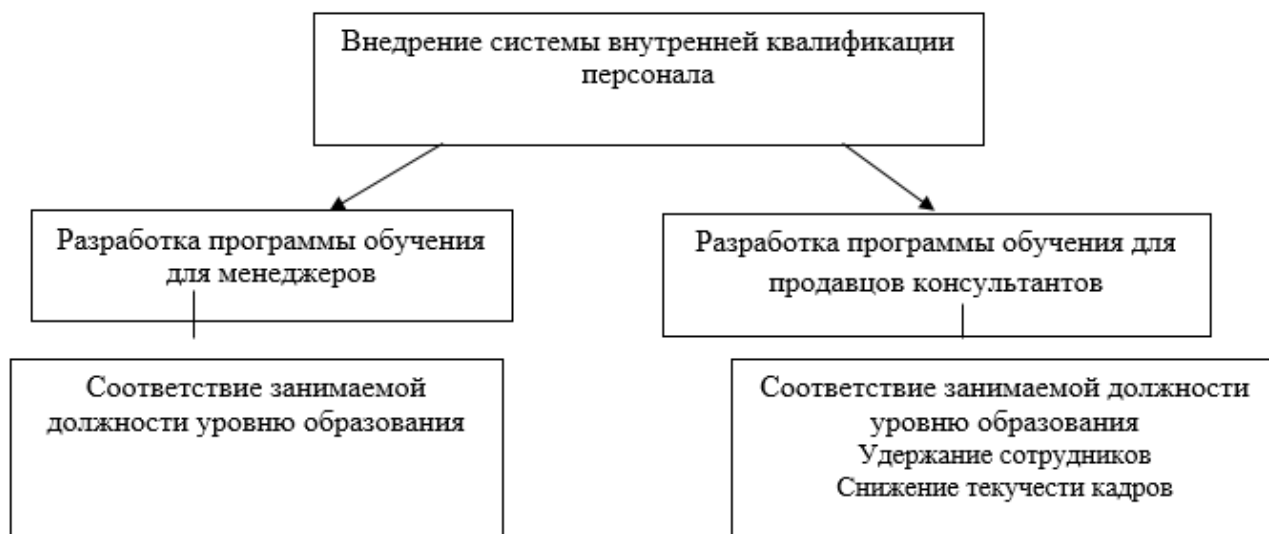 Внедрение системы внутренней квалификации
персонала
Разработка программы обучения
для менеджеров
Разработка программы обучения для
продавцов консультантов
Соответствие занимаемой
должности уровню образования
Соответствие занимаемой должности
уровню образования
Удержание сотрудников
Снижение текучести кадров